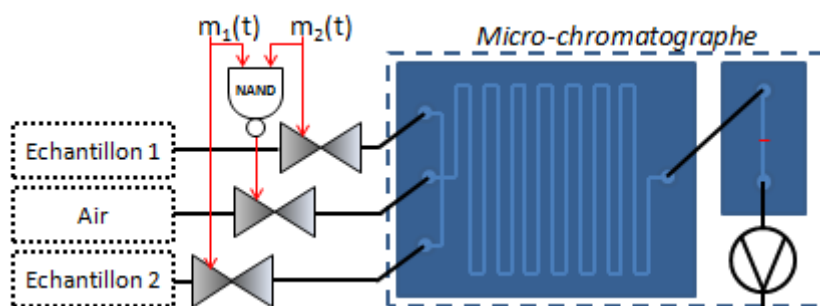 m₁(t)
m₂(t)
Micro-chromatographe
NAND
Echantillon 1
Air
Echantillon 2